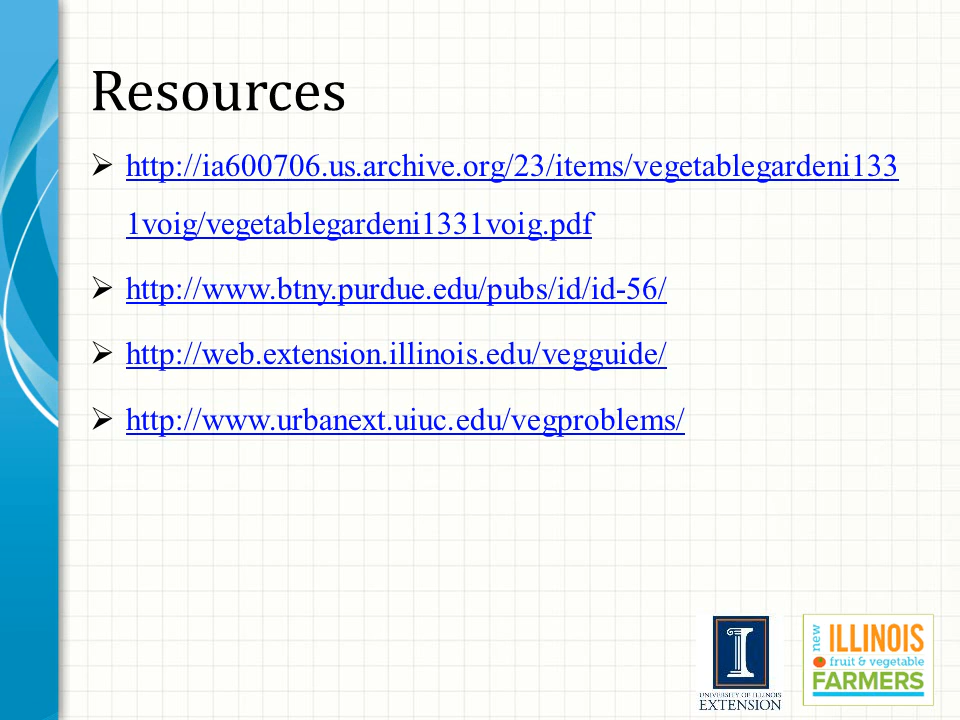 Resources
➢ http://ia600706.us.archive.org/23/items/vegetablegardeni133
1voig/vegetablegardeni1331voig.pdf
➢ http://www.btny.purdue.edu/pubs/id/id-56/
➢ http://web.extension.illinois.edu/vegguide/
➢ http://www.urbanext.uiuc.edu/vegproblems/
I
UNIVERSITY OF ILLINOIS
EXTENSION
new
ILLINOIS
fruit & vegetable
FARMERS